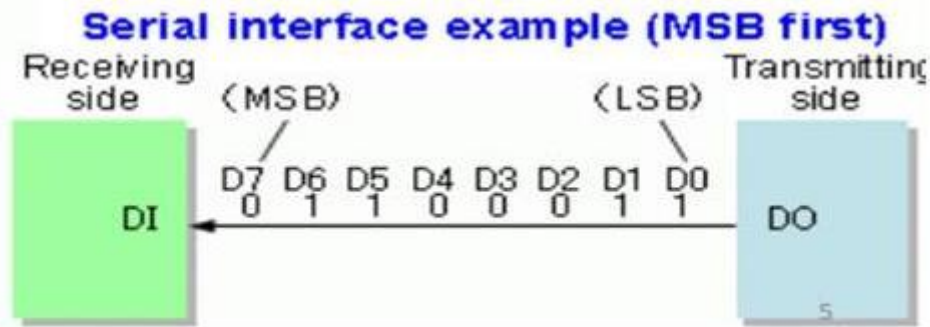 Serial interface example (MSB first)
Receiving side
Transmitting side
(MSB)
(LSB)
D7 D6 D5 D4 D3 D2 D1 D0
0 1 1 0 0 0 1 1
DI
DO
5